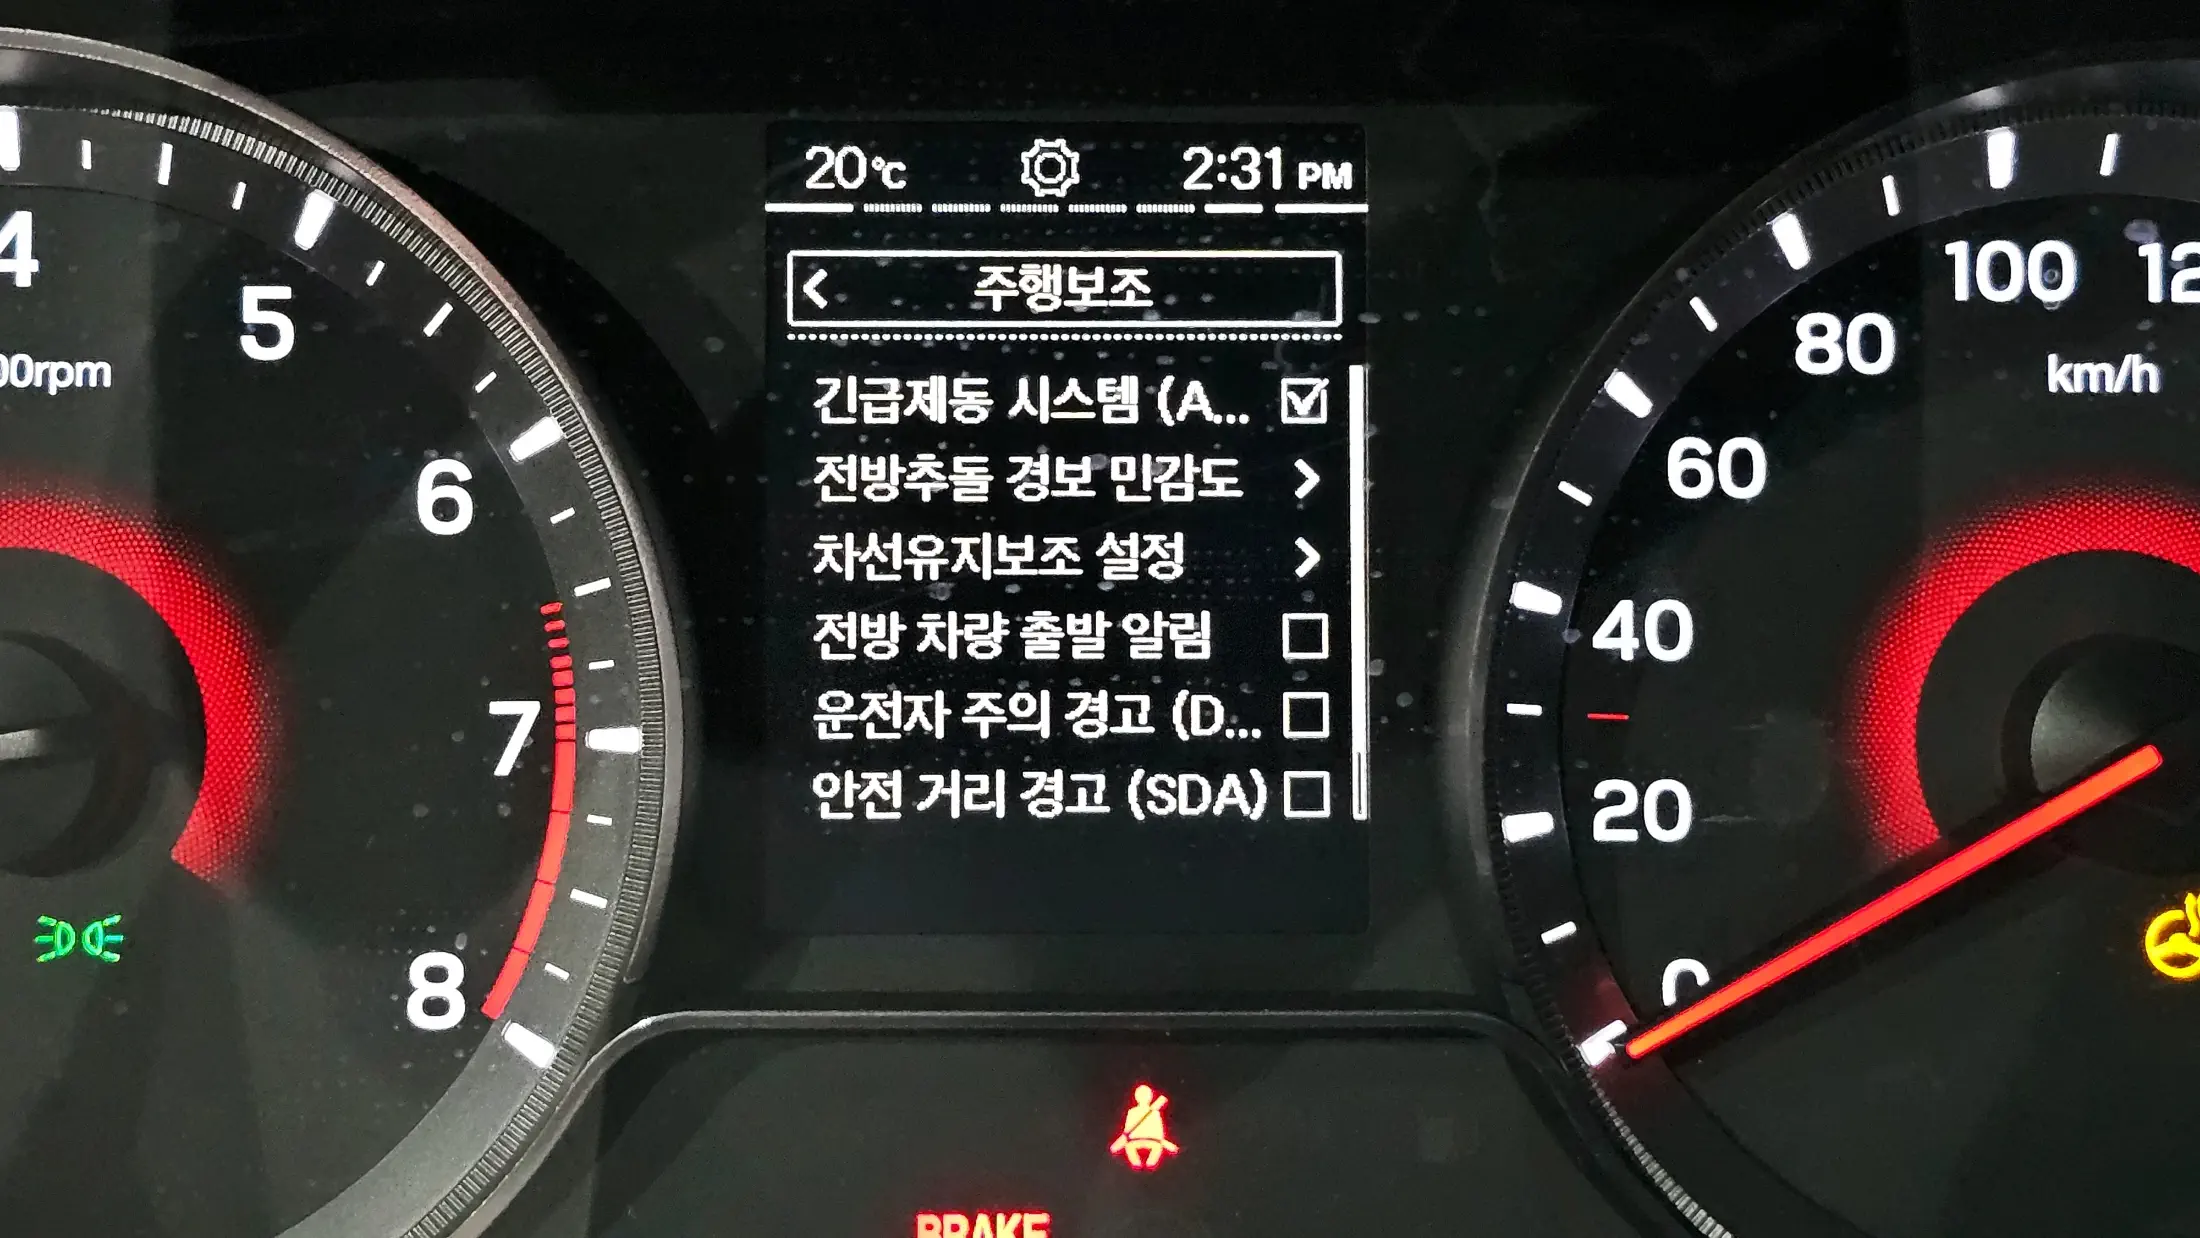 20℃
2:31 PM
주행보조
긴급제동 시스템 (A...
전방추돌 경보 민감도
차선유지보조 설정
전방 차량 출발 알림
운전자 주의 경고 (D...
안전 거리 경고 (SDA)
4
5
6
7
8
00rpm
0
20
40
60
80
100
12
km/h
BRAKE